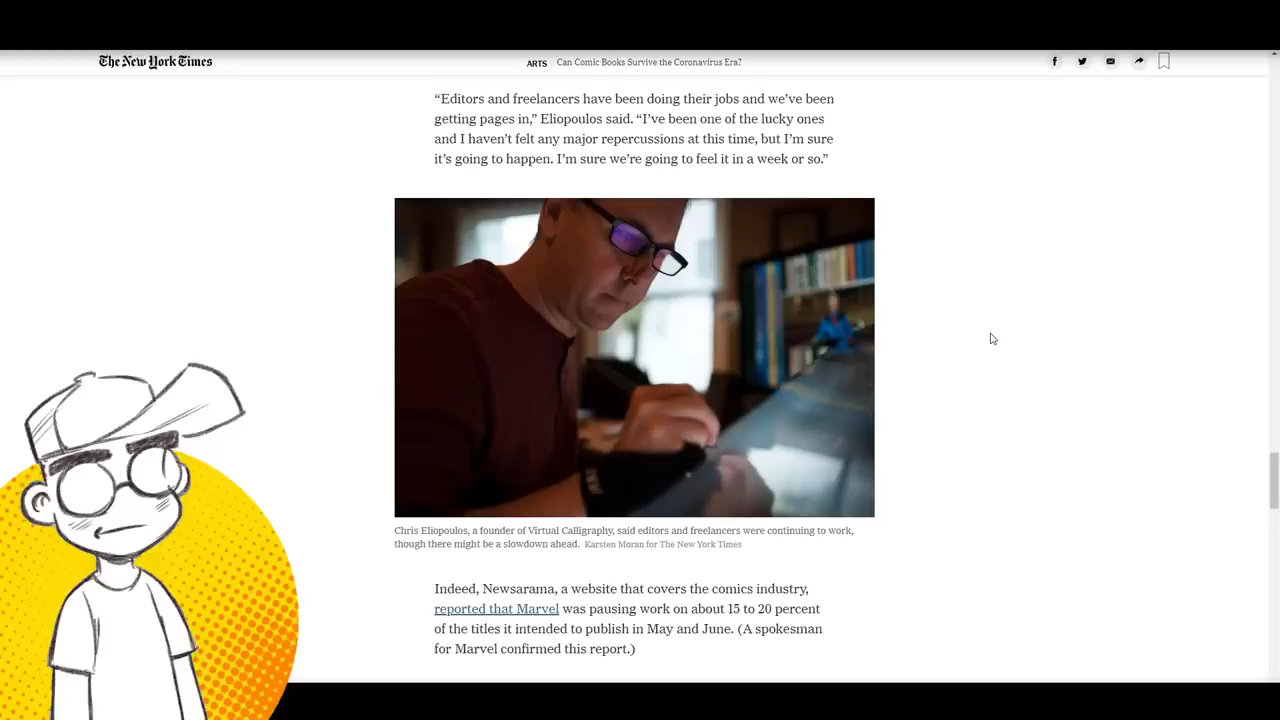 The New York Times
ARTS Can Comic Books Survive the Coronavirus Era?
“Editors and freelancers have been doing their jobs and we’ve been
getting pages in,” Eliopoulos said. “I’ve been one of the lucky ones
and I haven’t felt any major repercussions at this time, but I’m sure
it’s going to happen. I’m sure we’re going to feel it in a week or so.”
Chris Eliopoulos, a founder of Virtual Calligraphy, said editors and freelancers were continuing to work,
though there might be a slowdown ahead. Karsten Moran for The New York Times
Indeed, Newsarama, a website that covers the comics industry,
reported that Marvel was pausing work on about 15 to 20 percent
of the titles it intended to publish in May and June. (A spokesman
for Marvel confirmed this report.)